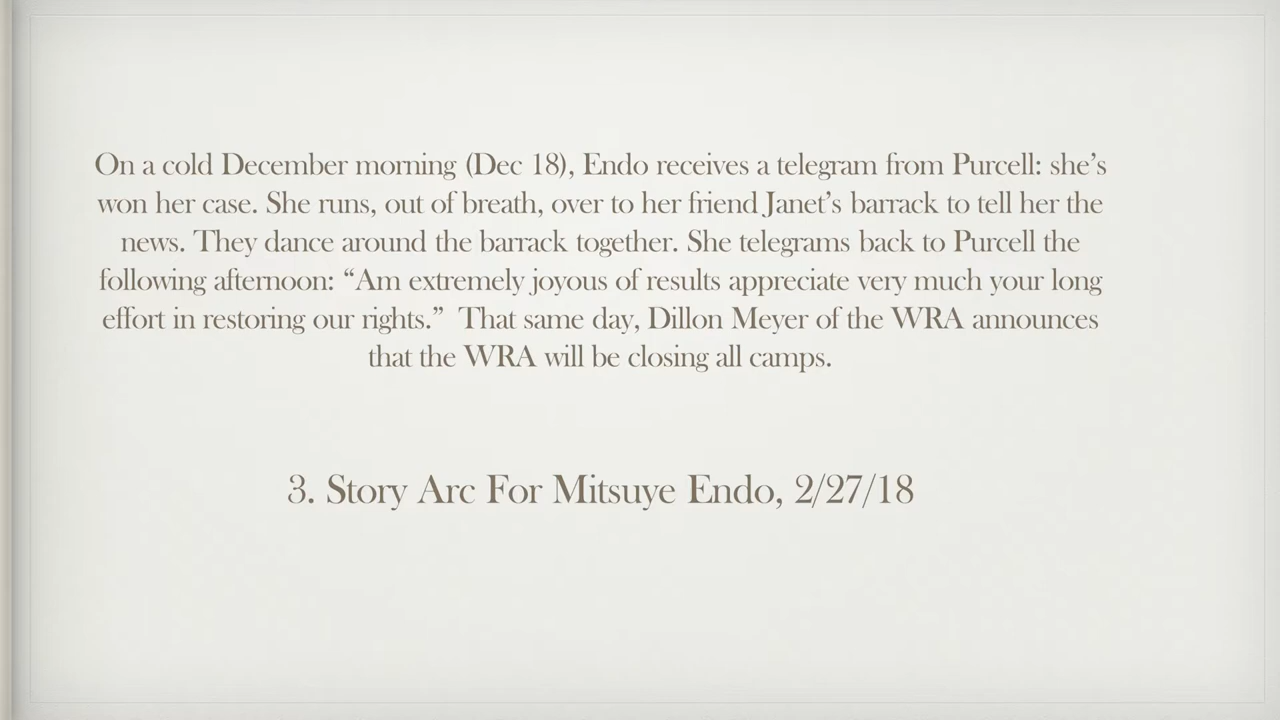 On a cold December morning (Dec 18), Endo receives a telegram from Purcell: she’s
won her case. She runs, out of breath, over to her friend Janet’s barrack to tell her the
news. They dance around the barrack together. She telegrams back to Purcell the
following afternoon: “Am extremely joyous of results appreciate very much your long
effort in restoring our rights.”  That same day, Dillon Meyer of the WRA announces
that the WRA will be closing all camps.
3. Story Arc For Mitsuye Endo, 2/27/18